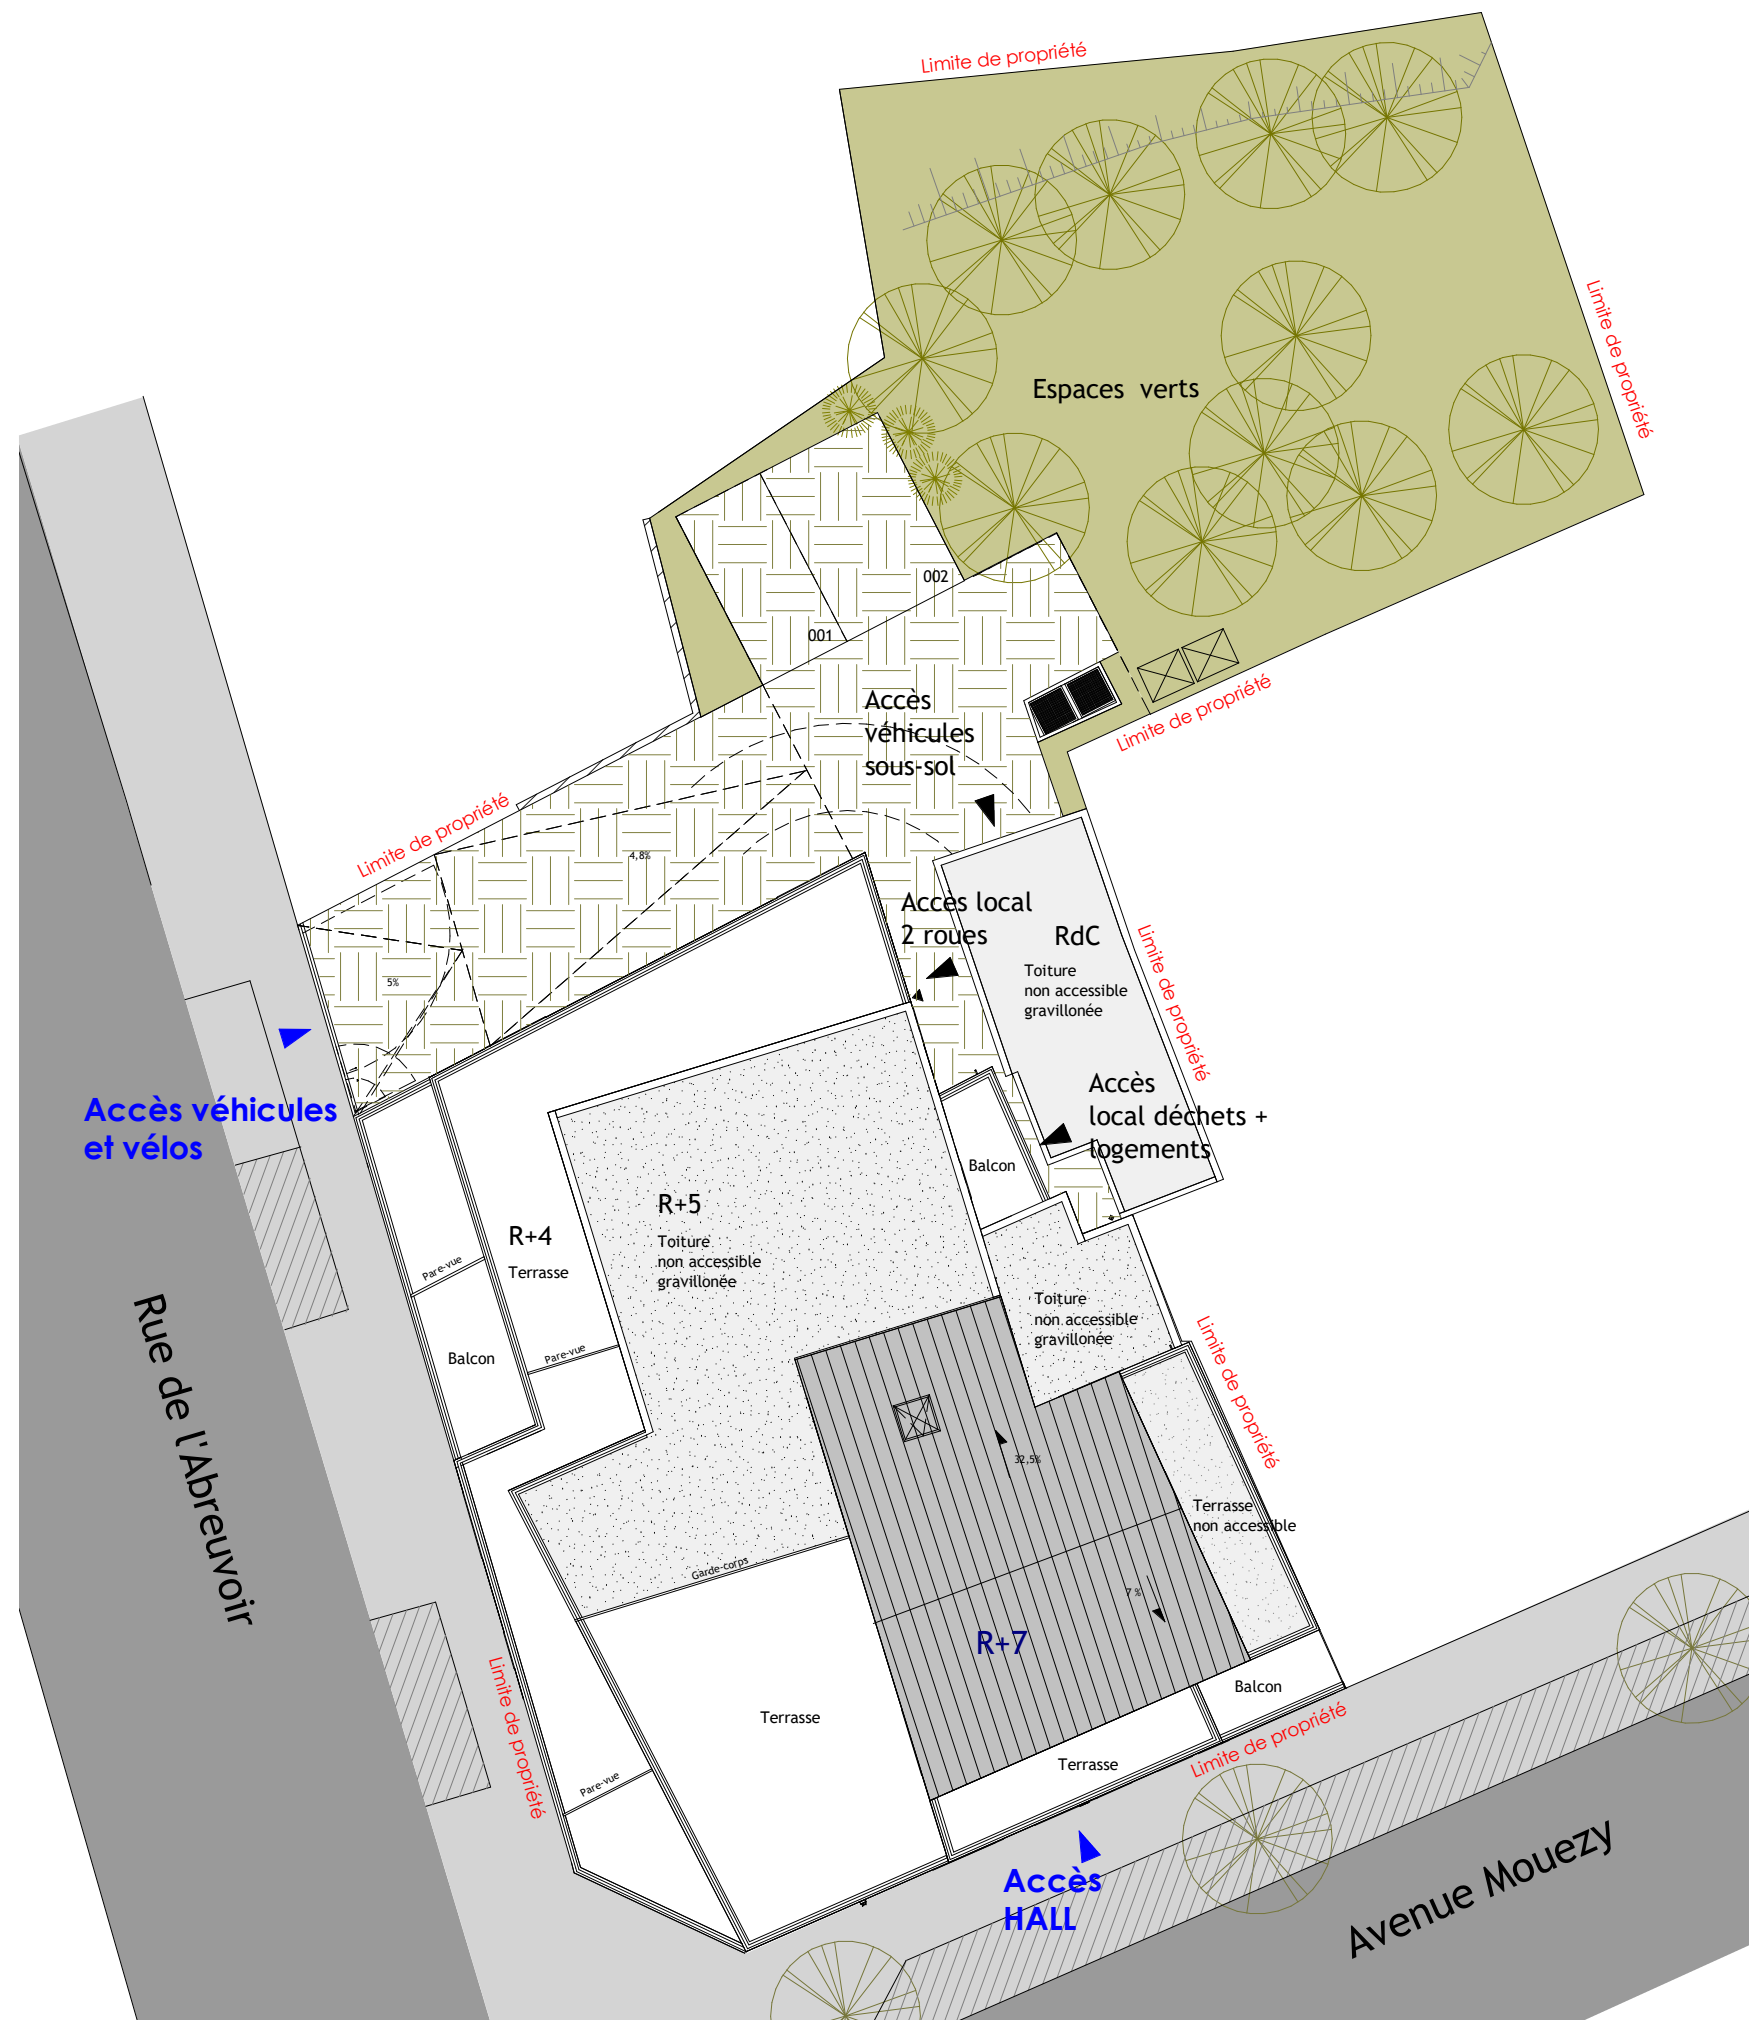 Limite de propriété
Limite de propriété
Espaces verts
002
001
Limite de propriété
Accès
véhicules
sous-sol
Limite de propriété
4,8%
Accès local
2 roues
RdC
Toiture
non accessible
gravillonée
Limite de propriété
5%
Accès véhicules
et vélos
Accès
local déchets +
logements
Balcon
R+5
Toiture
non accessible
gravillonée
R+4
Terrasse
Pare-vue
Pare-vue
Balcon
Toiture
non accessible
gravillonée
Limite de propriété
Rue de l'Abreuvoir
32,5%
Terrasse
non accessible
Garde-corps
7 %
R+7
Limite de propriété
Terrasse
Balcon
Terrasse
Limite de propriété
Pare-vue
Accès
HALL
Avenue Mouezy